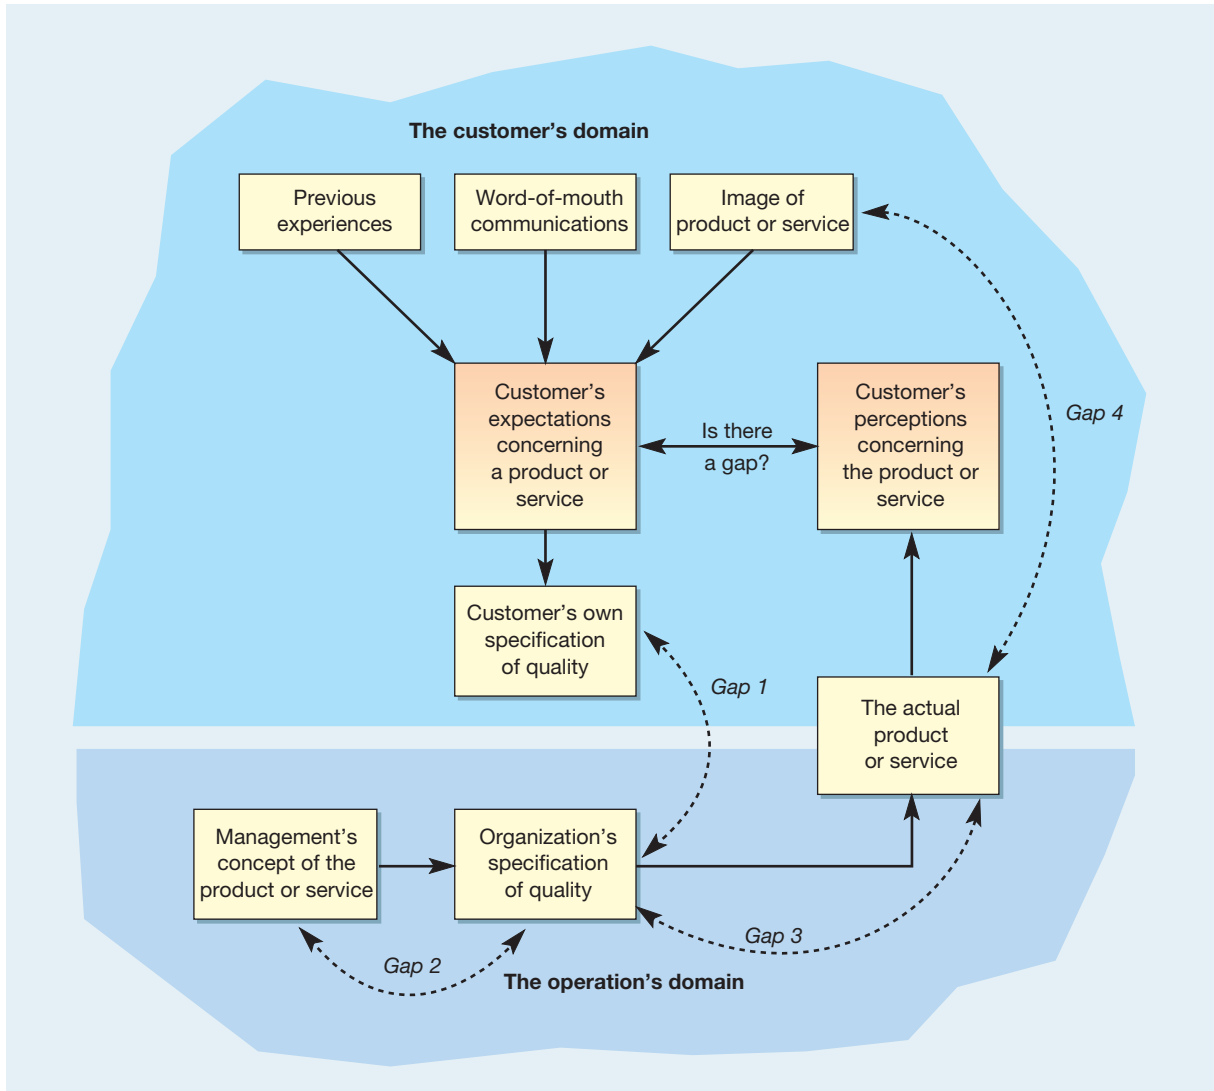 The customer's domain
Previous
experiences
Word-of-mouth
communications
Image of
product or service
Customer's
expectations
concerning
a product or
service
Is there
a gap?
Customer's
perceptions
concerning
the product or
service
Gap 4
Customer's own
specification
of quality
Gap 1
The actual
product
or service
Management's
concept of the
product or service
Organization's
specification
of quality
Gap 3
Gap 2
The operation's domain